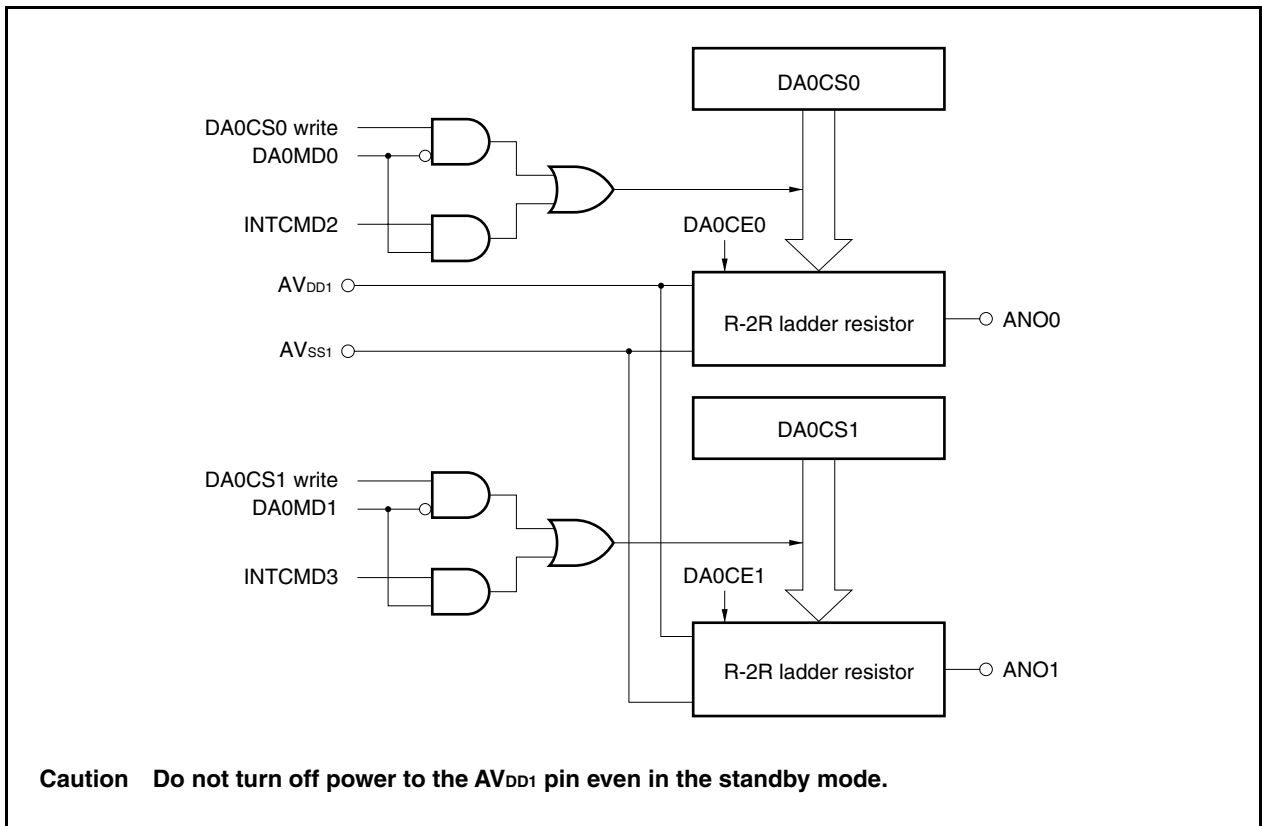 DA0CS0
DA0CS0 write
DA0MD0
INTCMD2
DA0CE0
AVDD1
R-2R ladder resistor
ANO0
AVSS1
DA0CS1
DA0CS1 write
DA0MD1
INTCMD3
DA0CE1
R-2R ladder resistor
ANO1
Caution Do not turn off power to the AVDD1 pin even in the standby mode.